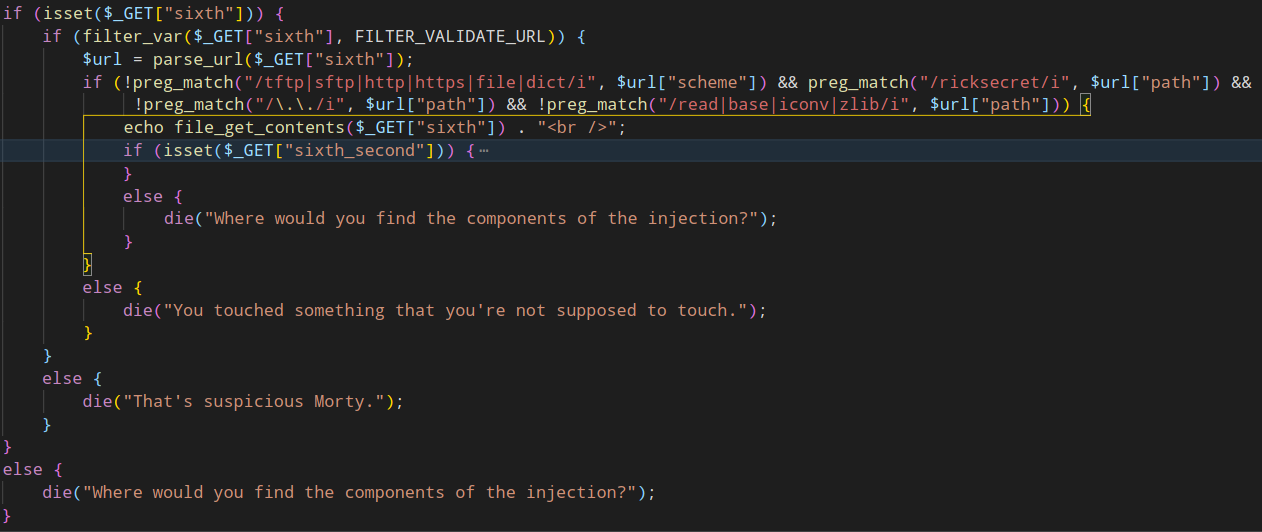 if (isset($_GET["sixth"])) {
if (filter_var($_GET["sixth"], FILTER_VALIDATE_URL)) {
$url = parse_url($_GET["sixth"]);
if (!preg_match("/tftp|sftp|http|https|file|dict/i", $url["scheme"]) && preg_match("/ricksecret/i", $url["path"]) &&
!preg_match("/\.\./i", $url["path"]) && !preg_match("/read|base|iconv|zlib/i", $url["path"])) {
echo file_get_contents($_GET["sixth"]) . "<br />";
if (isset($_GET["sixth_second"])) { ⋯
}
else {
die("Where would you find the components of the injection?");
}
}
else {
die("You touched something that you're not supposed to touch.");
}
}
else {
die("That's suspicious Morty.");
}
}
else {
die("Where would you find the components of the injection?");
}